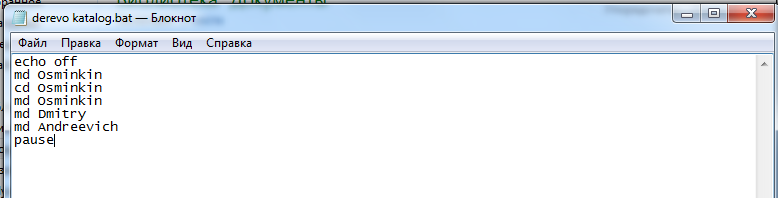 derevo katalog.bat — Блокнот
Файл Правка Формат Вид Справка
echo off
md Osminkin
cd Osminkin
md Osminkin
md Dmitry
md Andreevich
pause